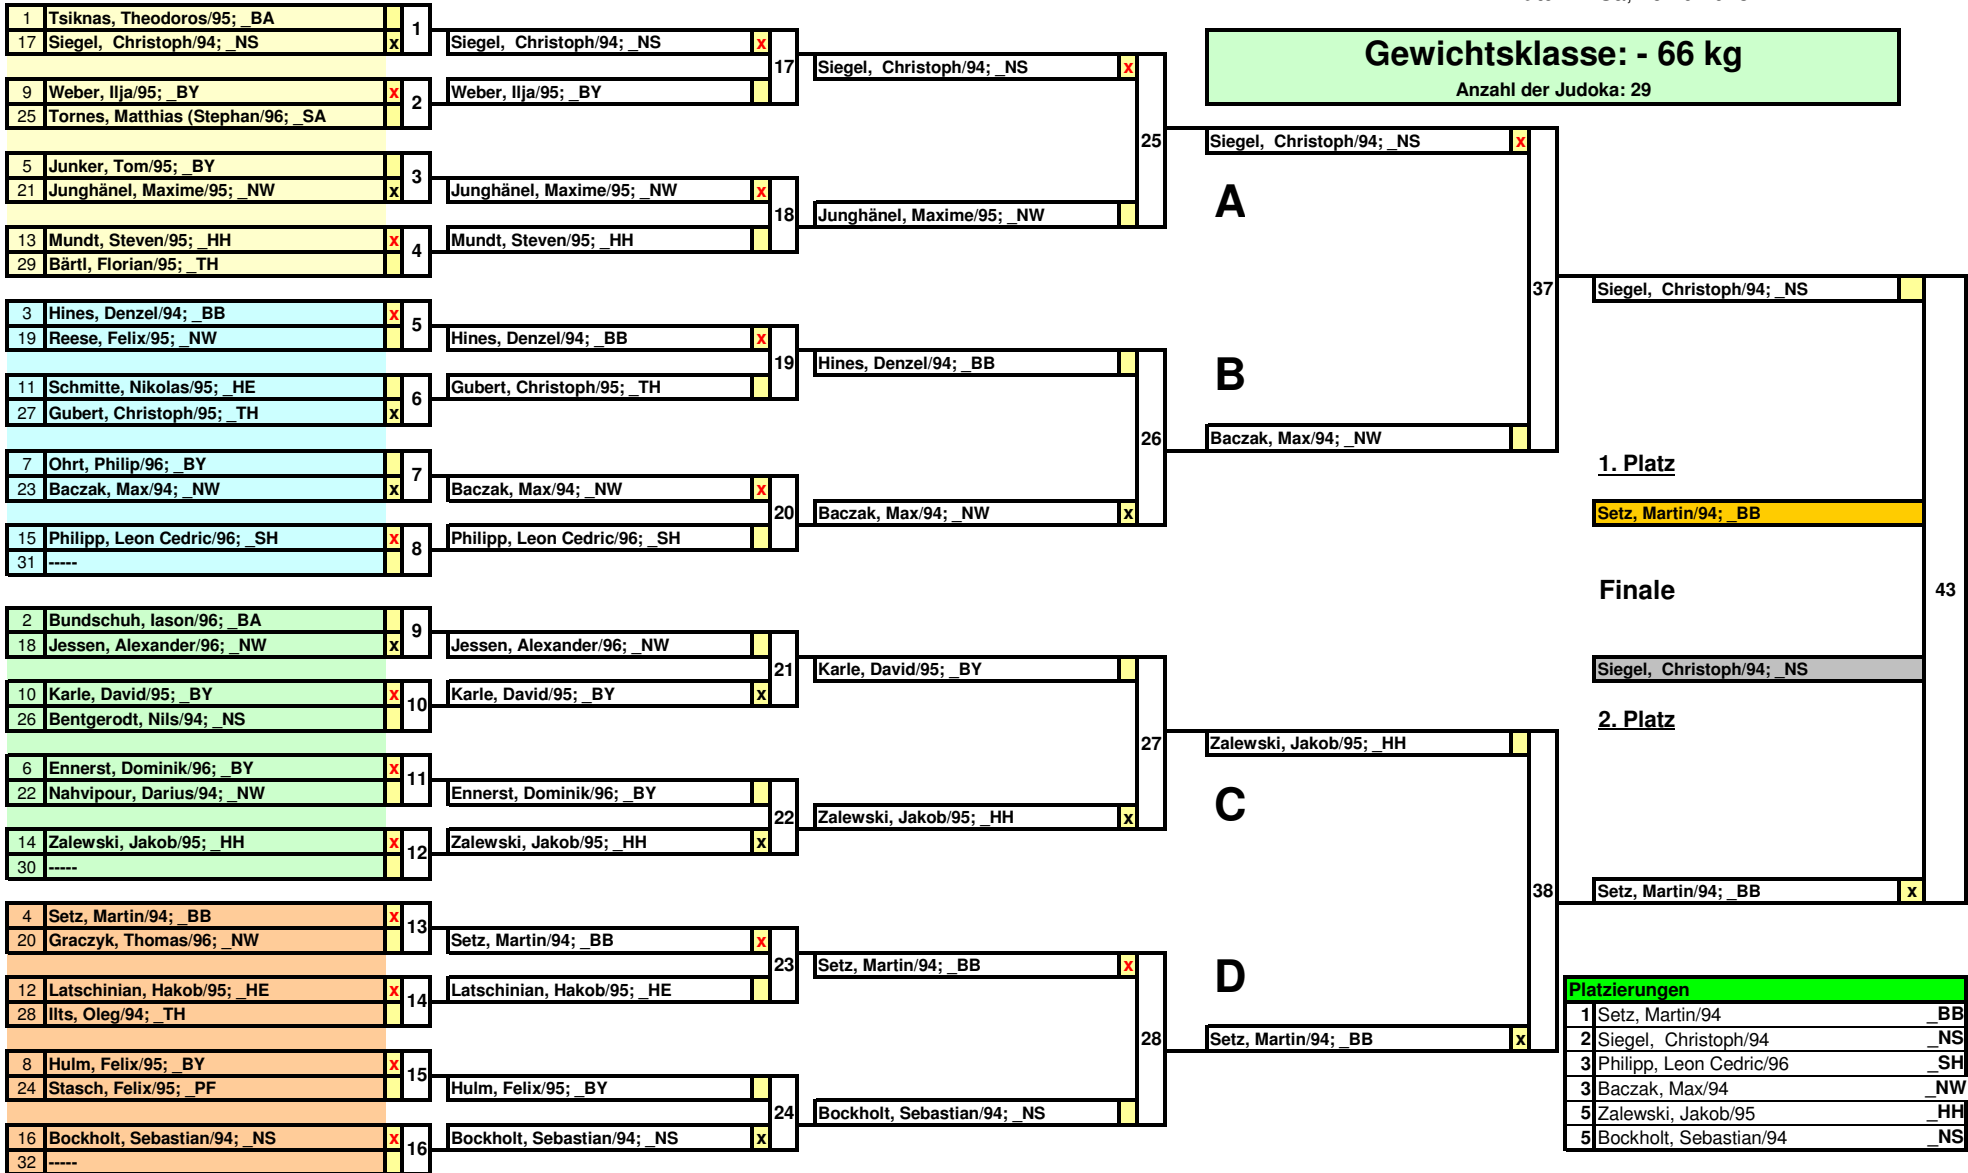 Gewichtsklasse: - 66 kg
Anzahl der Judoka: 29
1 Tsiknas, Theodoros/95; _BA
17 Siegel, Christoph/94; _NS x
1
9 Weber, Ilja/95; _BY x
25 Tornes, Matthias (Stephan/96; _SA
2
5 Junker, Tom/95; _BY
21 Junghänel, Maxime/95; _NW x
3
13 Mundt, Steven/95; _HH x
29 Bärtl, Florian/95; _TH
4
3 Hines, Denzel/94; _BB x
19 Reese, Felix/95; _NW
5
11 Schmitte, Nikolas/95; _HE
27 Gubert, Christoph/95; _TH x
6
7 Ohrt, Philip/96; _BY
23 Baczak, Max/94; _NW x
7
15 Philipp, Leon Cedric/96; _SH x
31 -----
8
2 Bundschuh, Iason/96; _BA
18 Jessen, Alexander/96; _NW x
9
10 Karle, David/95; _BY x
26 Bentgerodt, Nils/94; _NS
10
6 Ennerst, Dominik/96; _BY x
22 Nahvipour, Darius/94; _NW
11
14 Zalewski, Jakob/95; _HH x
30 -----
12
4 Setz, Martin/94; _BB x
20 Graczyk, Thomas/96; _NW
13
12 Latschinian, Hakob/95; _HE x
28 Ilts, Oleg/94; _TH
14
8 Hulm, Felix/95; _BY x
24 Stasch, Felix/95; _PF
15
16 Bockholt, Sebastian/94; _NS x
32 -----
16
Siegel, Christoph/94; _NS x
Weber, Ilja/95; _BY
17
Junghänel, Maxime/95; _NW x
Mundt, Steven/95; _HH
18
Hines, Denzel/94; _BB x
Gubert, Christoph/95; _TH
19
Baczak, Max/94; _NW x
Philipp, Leon Cedric/96; _SH
20
Jessen, Alexander/96; _NW
Karle, David/95; _BY x
21
Ennerst, Dominik/96; _BY
Zalewski, Jakob/95; _HH x
22
Setz, Martin/94; _BB x
Latschinian, Hakob/95; _HE
23
Hulm, Felix/95; _BY
Bockholt, Sebastian/94; _NS x
24
Siegel, Christoph/94; _NS x
Junghänel, Maxime/95; _NW
25
Hines, Denzel/94; _BB
Baczak, Max/94; _NW x
26
Karle, David/95; _BY
Zalewski, Jakob/95; _HH x
27
Setz, Martin/94; _BB x
Bockholt, Sebastian/94; _NS
28
Siegel, Christoph/94; _NS x
A
B
Baczak, Max/94; _NW
37
Zalewski, Jakob/95; _HH
C
D
Setz, Martin/94; _BB x
38
Siegel, Christoph/94; _NS
1. Platz
Setz, Martin/94; _BB
Finale
43
Siegel, Christoph/94; _NS
2. Platz
Setz, Martin/94; _BB x
Platzierungen
1 Setz, Martin/94 _BB
2 Siegel, Christoph/94 _NS
3 Philipp, Leon Cedric/96 _SH
3 Baczak, Max/94 _NW
5 Zalewski, Jakob/95 _HH
5 Bockholt, Sebastian/94 _NS